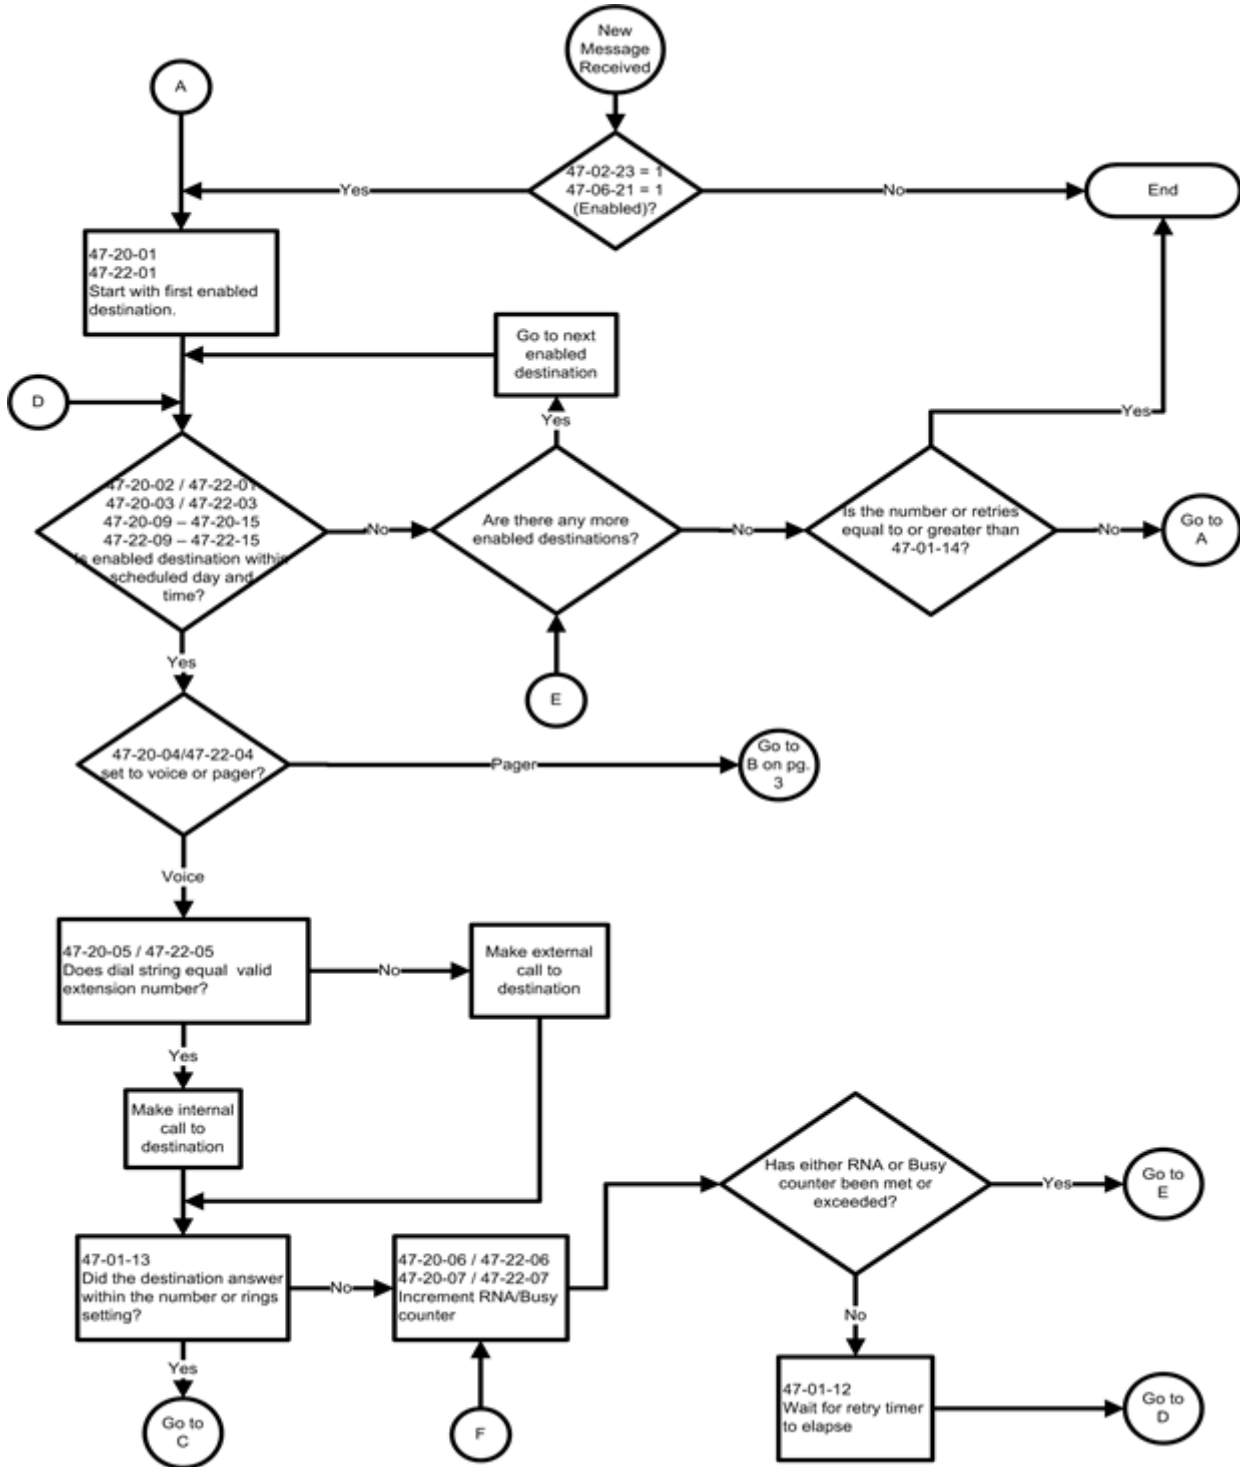 New
Message
Received
A
47-02-23 = 1
47-06-21 = 1
(Enabled)?
Yes
No
End
47-20-01
47-22-01
Start with first enabled
destination.
Go to next
enabled
destination
D
Yes
Yes
47-20-02 / 47-22-01
47-20-03 / 47-22-03
47-20-09 – 47-20-15
47-22-09 – 47-22-15
Is enabled destination within
scheduled day and
time?
No
Are there any more
enabled destinations?
No
Is the number or retries
equal to or greater than
47-01-14?
No
Go to
A
Yes
E
47-20-04/47-22-04
set to voice or pager?
Pager
Go to
B on pg.
3
Voice
47-20-05 / 47-22-05
Does dial string equal valid
extension number?
No
Make external
call to
destination
Yes
Make internal
call to
destination
Has either RNA or Busy
counter been met or
exceeded?
Yes
Go to
E
47-01-13
Did the destination answer
within the number or rings
setting?
No
47-20-06 / 47-22-06
47-20-07 / 47-22-07
Increment RNA/Busy
counter
No
Yes
Go to
C
F
47-01-12
Wait for retry timer
to elapse
Go to
D